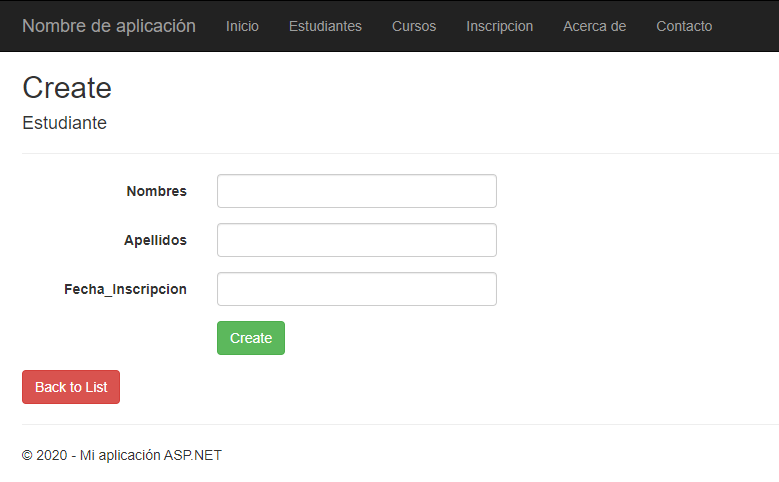 Nombre de aplicación Inicio Estudiantes Cursos Inscripcion Acerca de Contacto
Create
Estudiante
Nombres
Apellidos
Fecha_Inscripcion
Create
Back to List
© 2020 - Mi aplicación ASP.NET